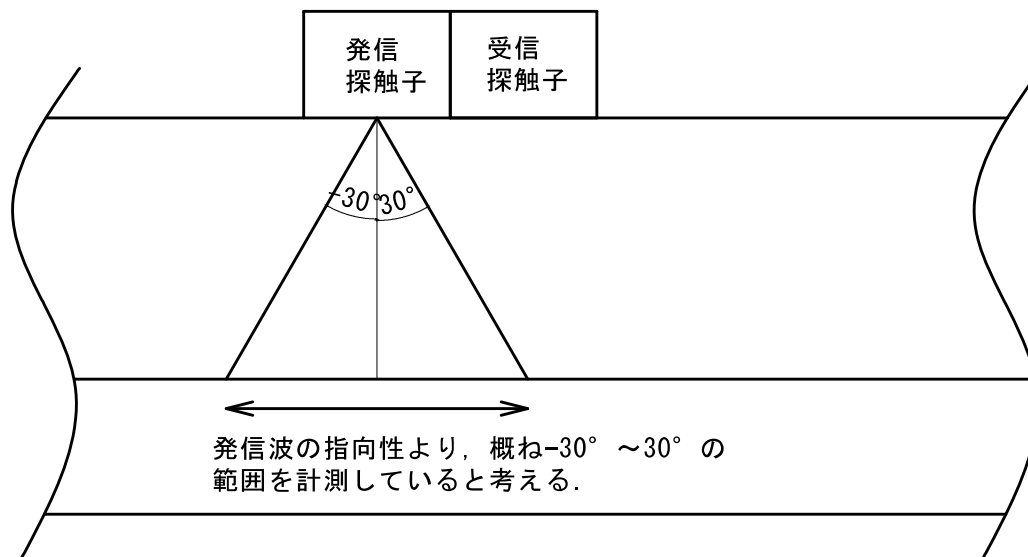 発信
探触子
受信
探触子
-30°
30°
発信波の指向性より, 概ね-30° ～30° の
範囲を計測していると考える.